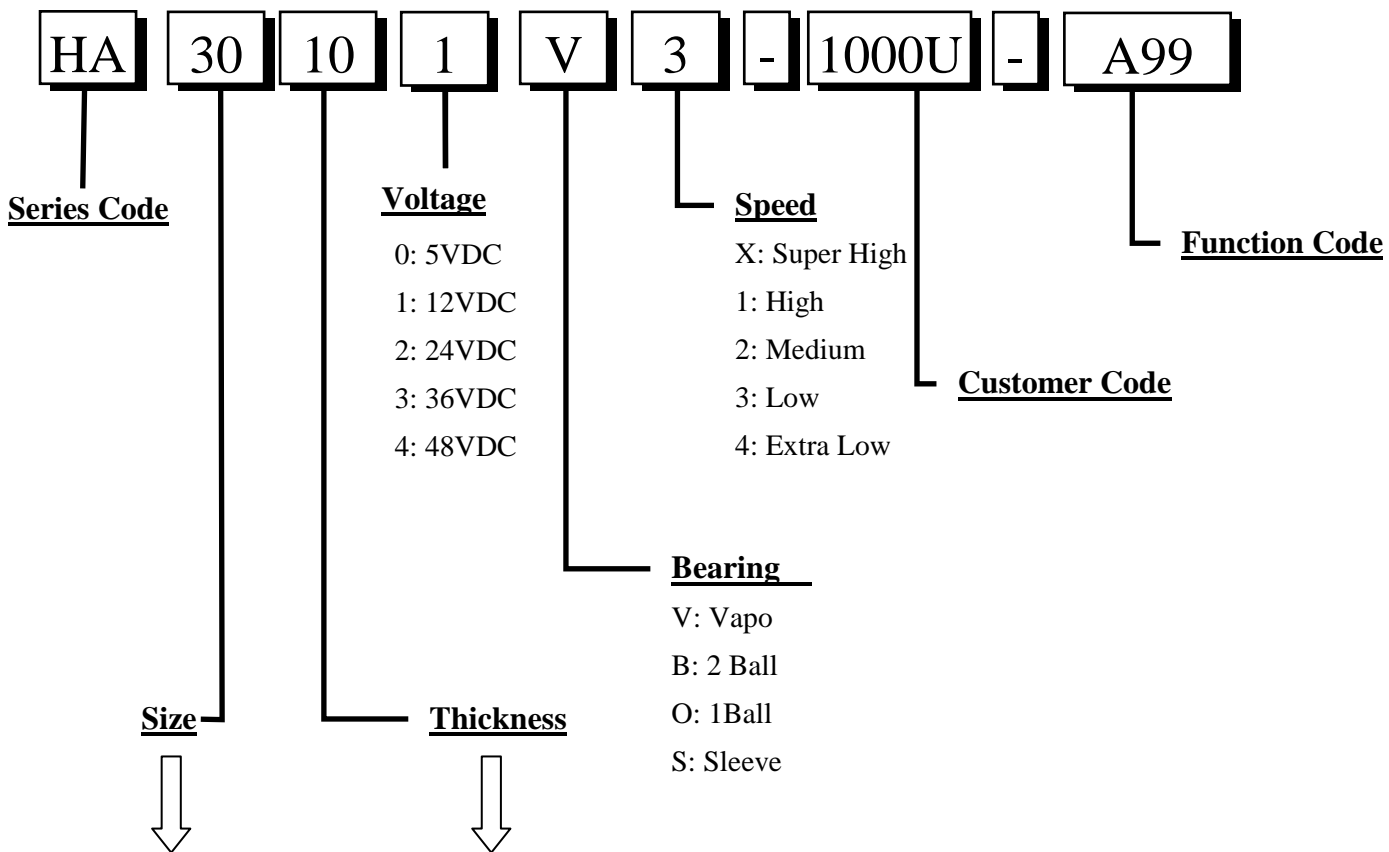 HA 30 10 1 V 3 - 1000U - A99
Series Code
Voltage
0: 5VDC
1: 12VDC
2: 24VDC
3: 36VDC
4: 48VDC
Speed
X: Super High
1: High
2: Medium
3: Low
4: Extra Low
Function Code
Customer Code
Bearing
V: Vapo
B: 2 Ball
O: 1Ball
S: Sleeve
Size
Thickness